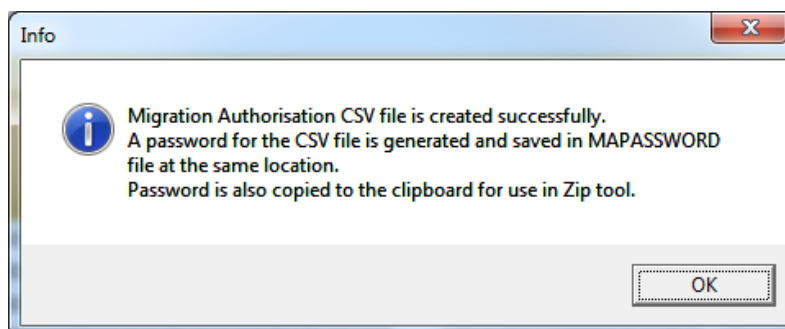 Info
Migration Authorisation CSV file is created successfully.
A password for the CSV file is generated and saved in MAPASSWORD
file at the same location.
Password is also copied to the clipboard for use in Zip tool.
OK